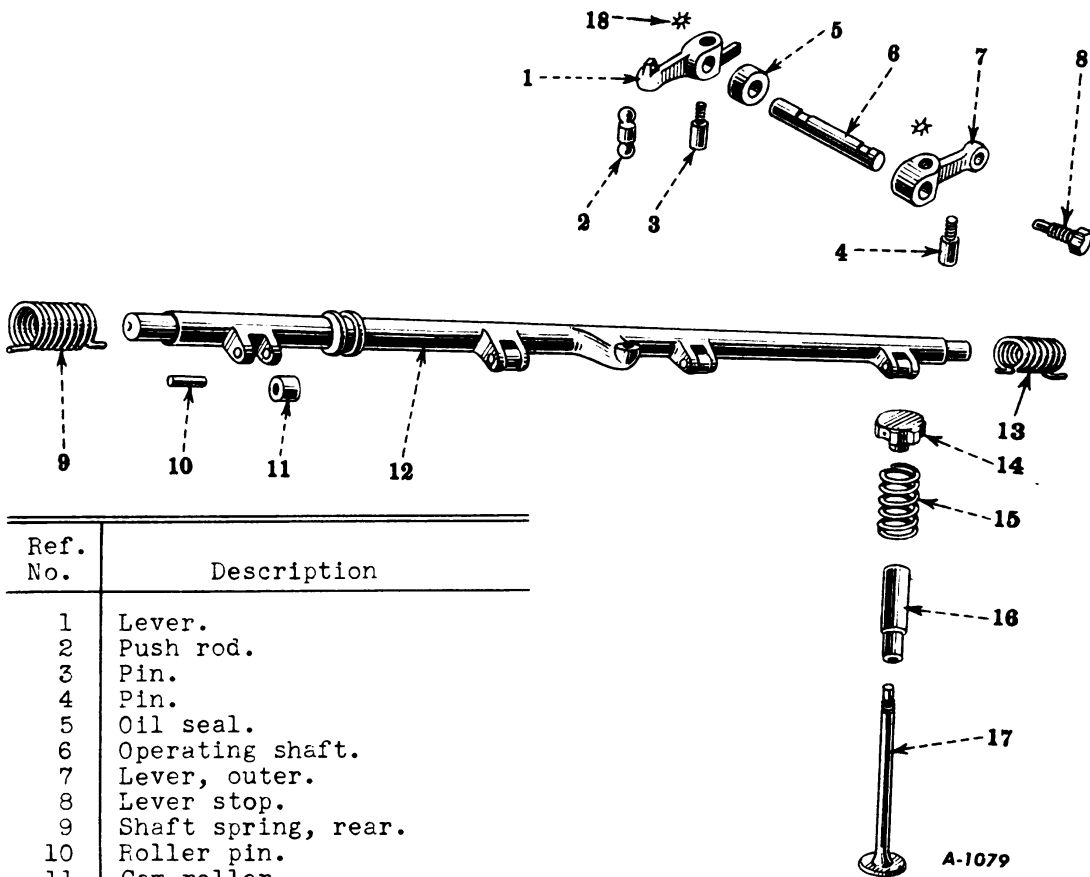 18
5
6
7
8
1
2
3
4
9
10
11
12
13
14
15
16
17
A-1079
Ref.
No.
Description
1 Lever.
2 Push rod.
3 Pin.
4 Pin.
5 Oil seal.
6 Operating shaft.
7 Lever, outer.
8 Lever stop.
9 Shaft spring, rear.
10 Roller pin.
11 Cam roller